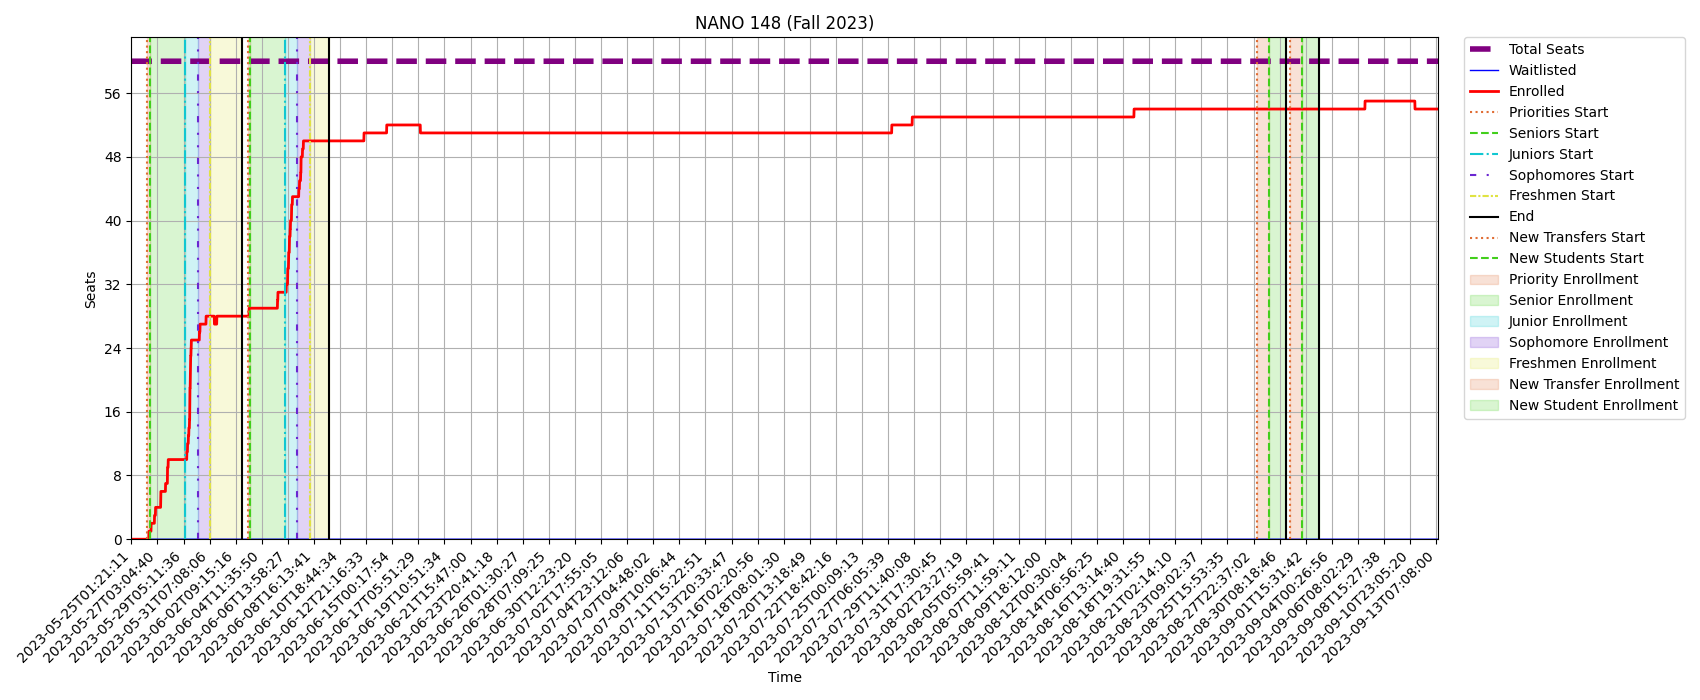 NANO 148 (Fall 2023)
Seats
56
48
40
32
24
16
8
0
2023-05-25T01:21:11
2023-05-27T03:04:40
2023-05-29T05:11:36
2023-05-31T07:08:06
2023-06-02T09:15:16
2023-06-04T11:35:50
2023-06-06T13:58:27
2023-06-08T16:13:41
2023-06-10T18:44:34
2023-06-12T21:16:33
2023-06-15T00:17:54
2023-06-17T05:51:29
2023-06-19T10:51:34
2023-06-21T15:47:00
2023-06-23T20:41:18
2023-06-26T01:30:27
2023-06-28T07:09:25
2023-06-30T12:23:20
2023-07-02T17:55:05
2023-07-04T23:12:06
2023-07-07T04:48:02
2023-07-09T10:06:44
2023-07-11T15:22:51
2023-07-13T20:33:47
2023-07-16T02:20:56
2023-07-18T08:01:30
2023-07-20T13:18:49
2023-07-22T18:42:16
2023-07-25T00:09:13
2023-07-27T06:05:39
2023-07-29T11:40:08
2023-07-31T17:30:45
2023-08-02T23:27:19
2023-08-05T05:59:41
2023-08-07T11:59:11
2023-08-09T18:12:00
2023-08-12T00:30:04
2023-08-14T06:56:25
2023-08-16T13:14:40
2023-08-18T19:31:55
2023-08-21T02:14:10
2023-08-23T09:02:37
2023-08-25T15:53:35
2023-08-27T22:37:02
2023-08-30T08:18:46
2023-09-01T15:31:42
2023-09-04T00:26:56
2023-09-06T08:02:29
2023-09-08T15:27:38
2023-09-10T23:05:20
2023-09-13T07:08:00
Time
Total Seats
Waitlisted
Enrolled
Priorities Start
Seniors Start
Juniors Start
Sophomores Start
Freshmen Start
End
New Transfers Start
New Students Start
Priority Enrollment
Senior Enrollment
Junior Enrollment
Sophomore Enrollment
Freshmen Enrollment
New Transfer Enrollment
New Student Enrollment